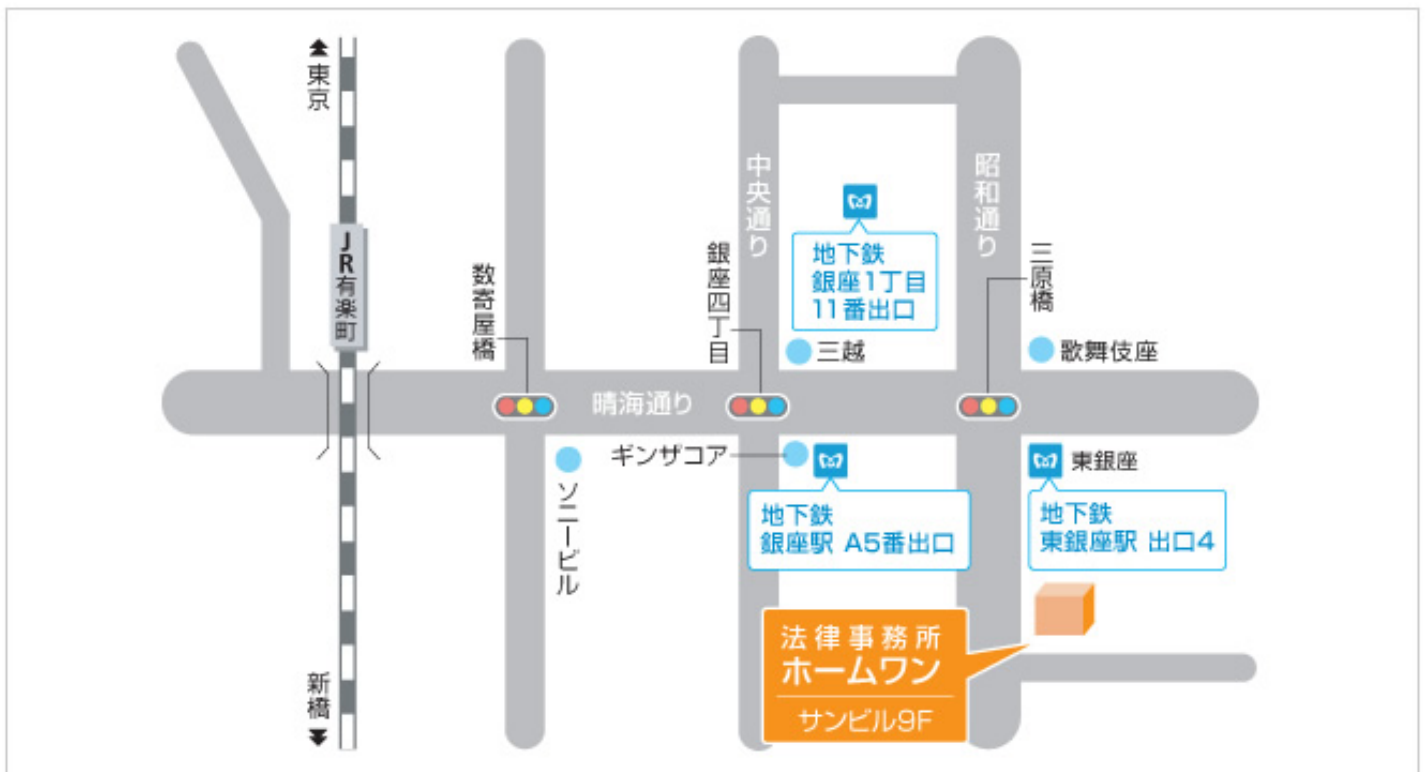 東京
JR有楽町
新橋
数寄屋橋
銀座四丁目
中央通り
昭和通り
三原橋
地下鉄
銀座1丁目
11番出口
三越
歌舞伎座
晴海通り
ソニービル
ギンザコア
地下鉄
銀座駅 A5番出口
東銀座
地下鉄
東銀座駅 出口4
法律事務所
ホームワン
サンビル9F